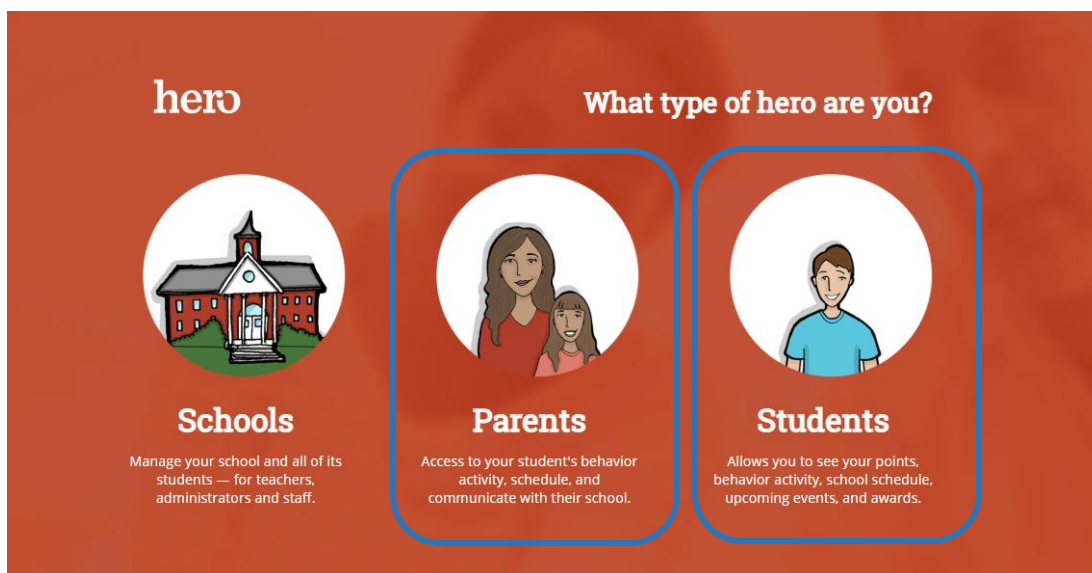 hero
What type of hero are you?
Schools
Manage your school and all of its
students — for teachers,
administrators and staff.
Parents
Access to your student's behavior
activity, schedule, and
communicate with their school.
Students
Allows you to see your points,
behavior activity, school schedule,
upcoming events, and awards.